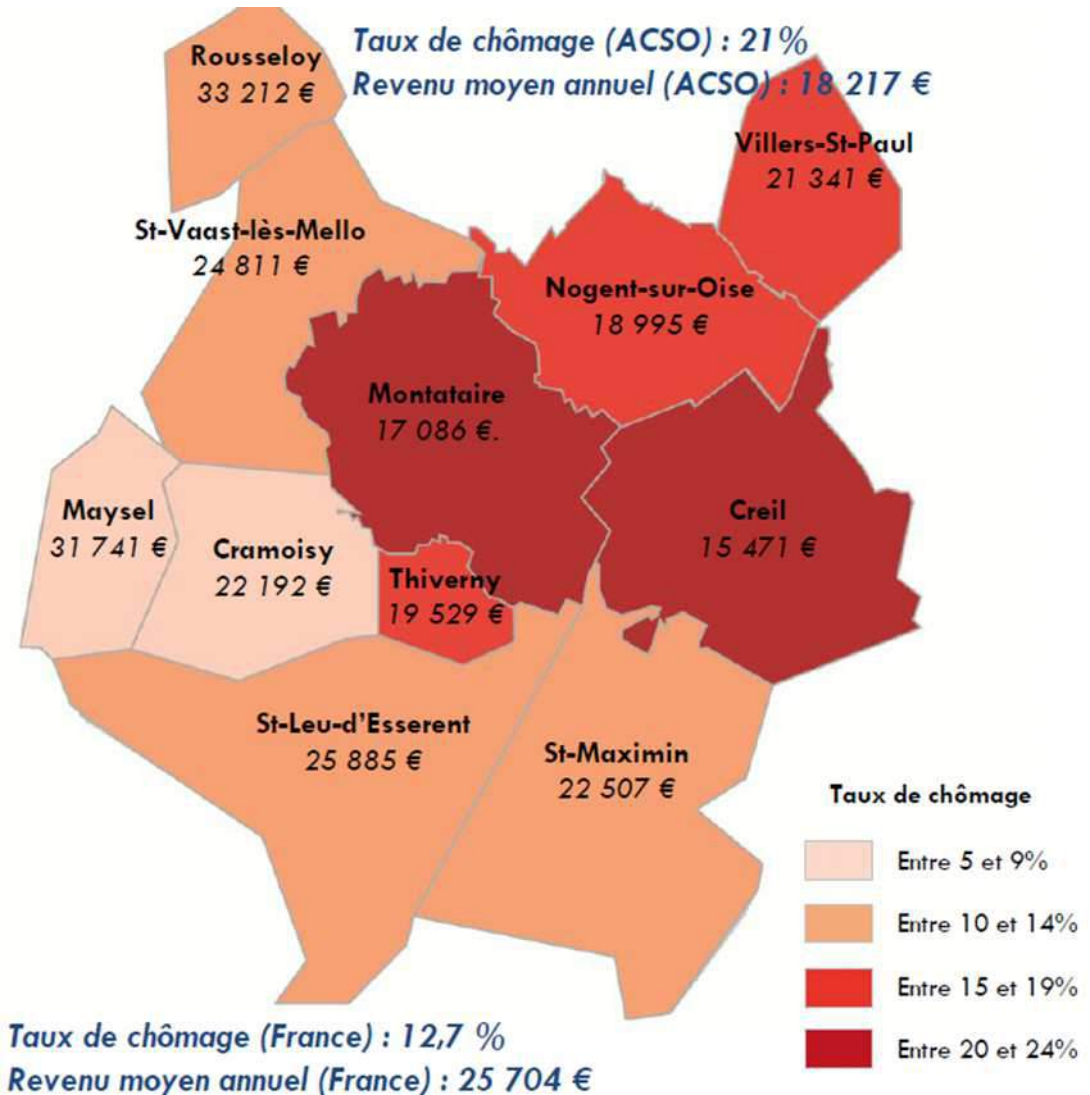 Taux de chômage (ACSO) : 21%
Revenu moyen annuel (ACSO) : 18 217 €
Rousseloy
33 212 €
Villers-St-Paul
21 341 €
St-Vaast-lès-Mello
24 811 €
Nogent-sur-Oise
18 995 €
Montataire
17 086 €.
Maysel
31 741 €
Cramoisy
22 192 €
Thiverny
19 529 €
Creil
15 471 €
St-Leu-d'Esserent
25 885 €
St-Maximin
22 507 €
Taux de chômage
Entre 5 et 9%
Entre 10 et 14%
Entre 15 et 19%
Entre 20 et 24%
Taux de chômage (France) : 12,7 %
Revenu moyen annuel (France) : 25 704 €